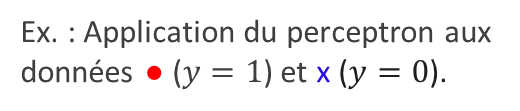 Ex. : Application du perceptron aux
données ● (y = 1) et x (y = 0).